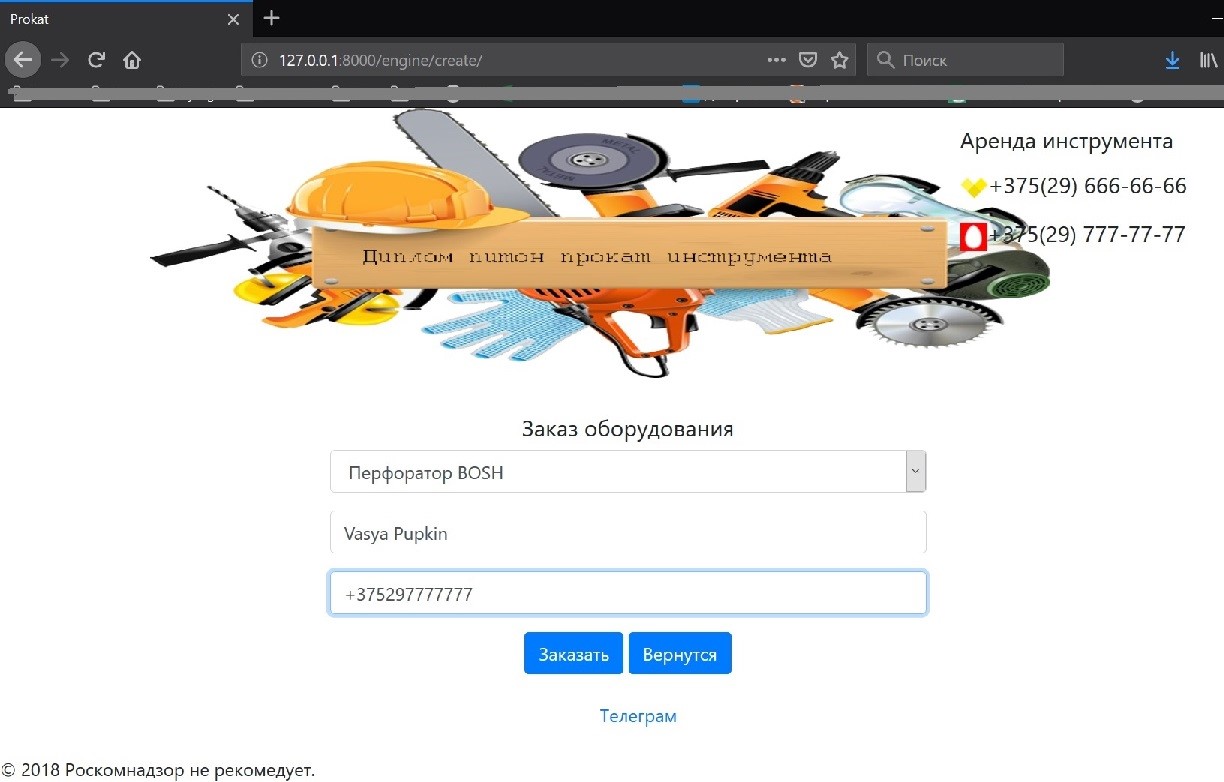 Prokat
127.0.0.1:8000/engine/create/
Поиск
Аренда инструмента
+375(29) 666-66-66
+375(29) 777-77-77
METAL
Диплом питон прокат инструмента
Заказ оборудования
Перфоратор BOSH
Vasya Pupkin
+375297777777
Заказать Вернутся
Телеграм
© 2018 Роскомнадзор не рекомедует.